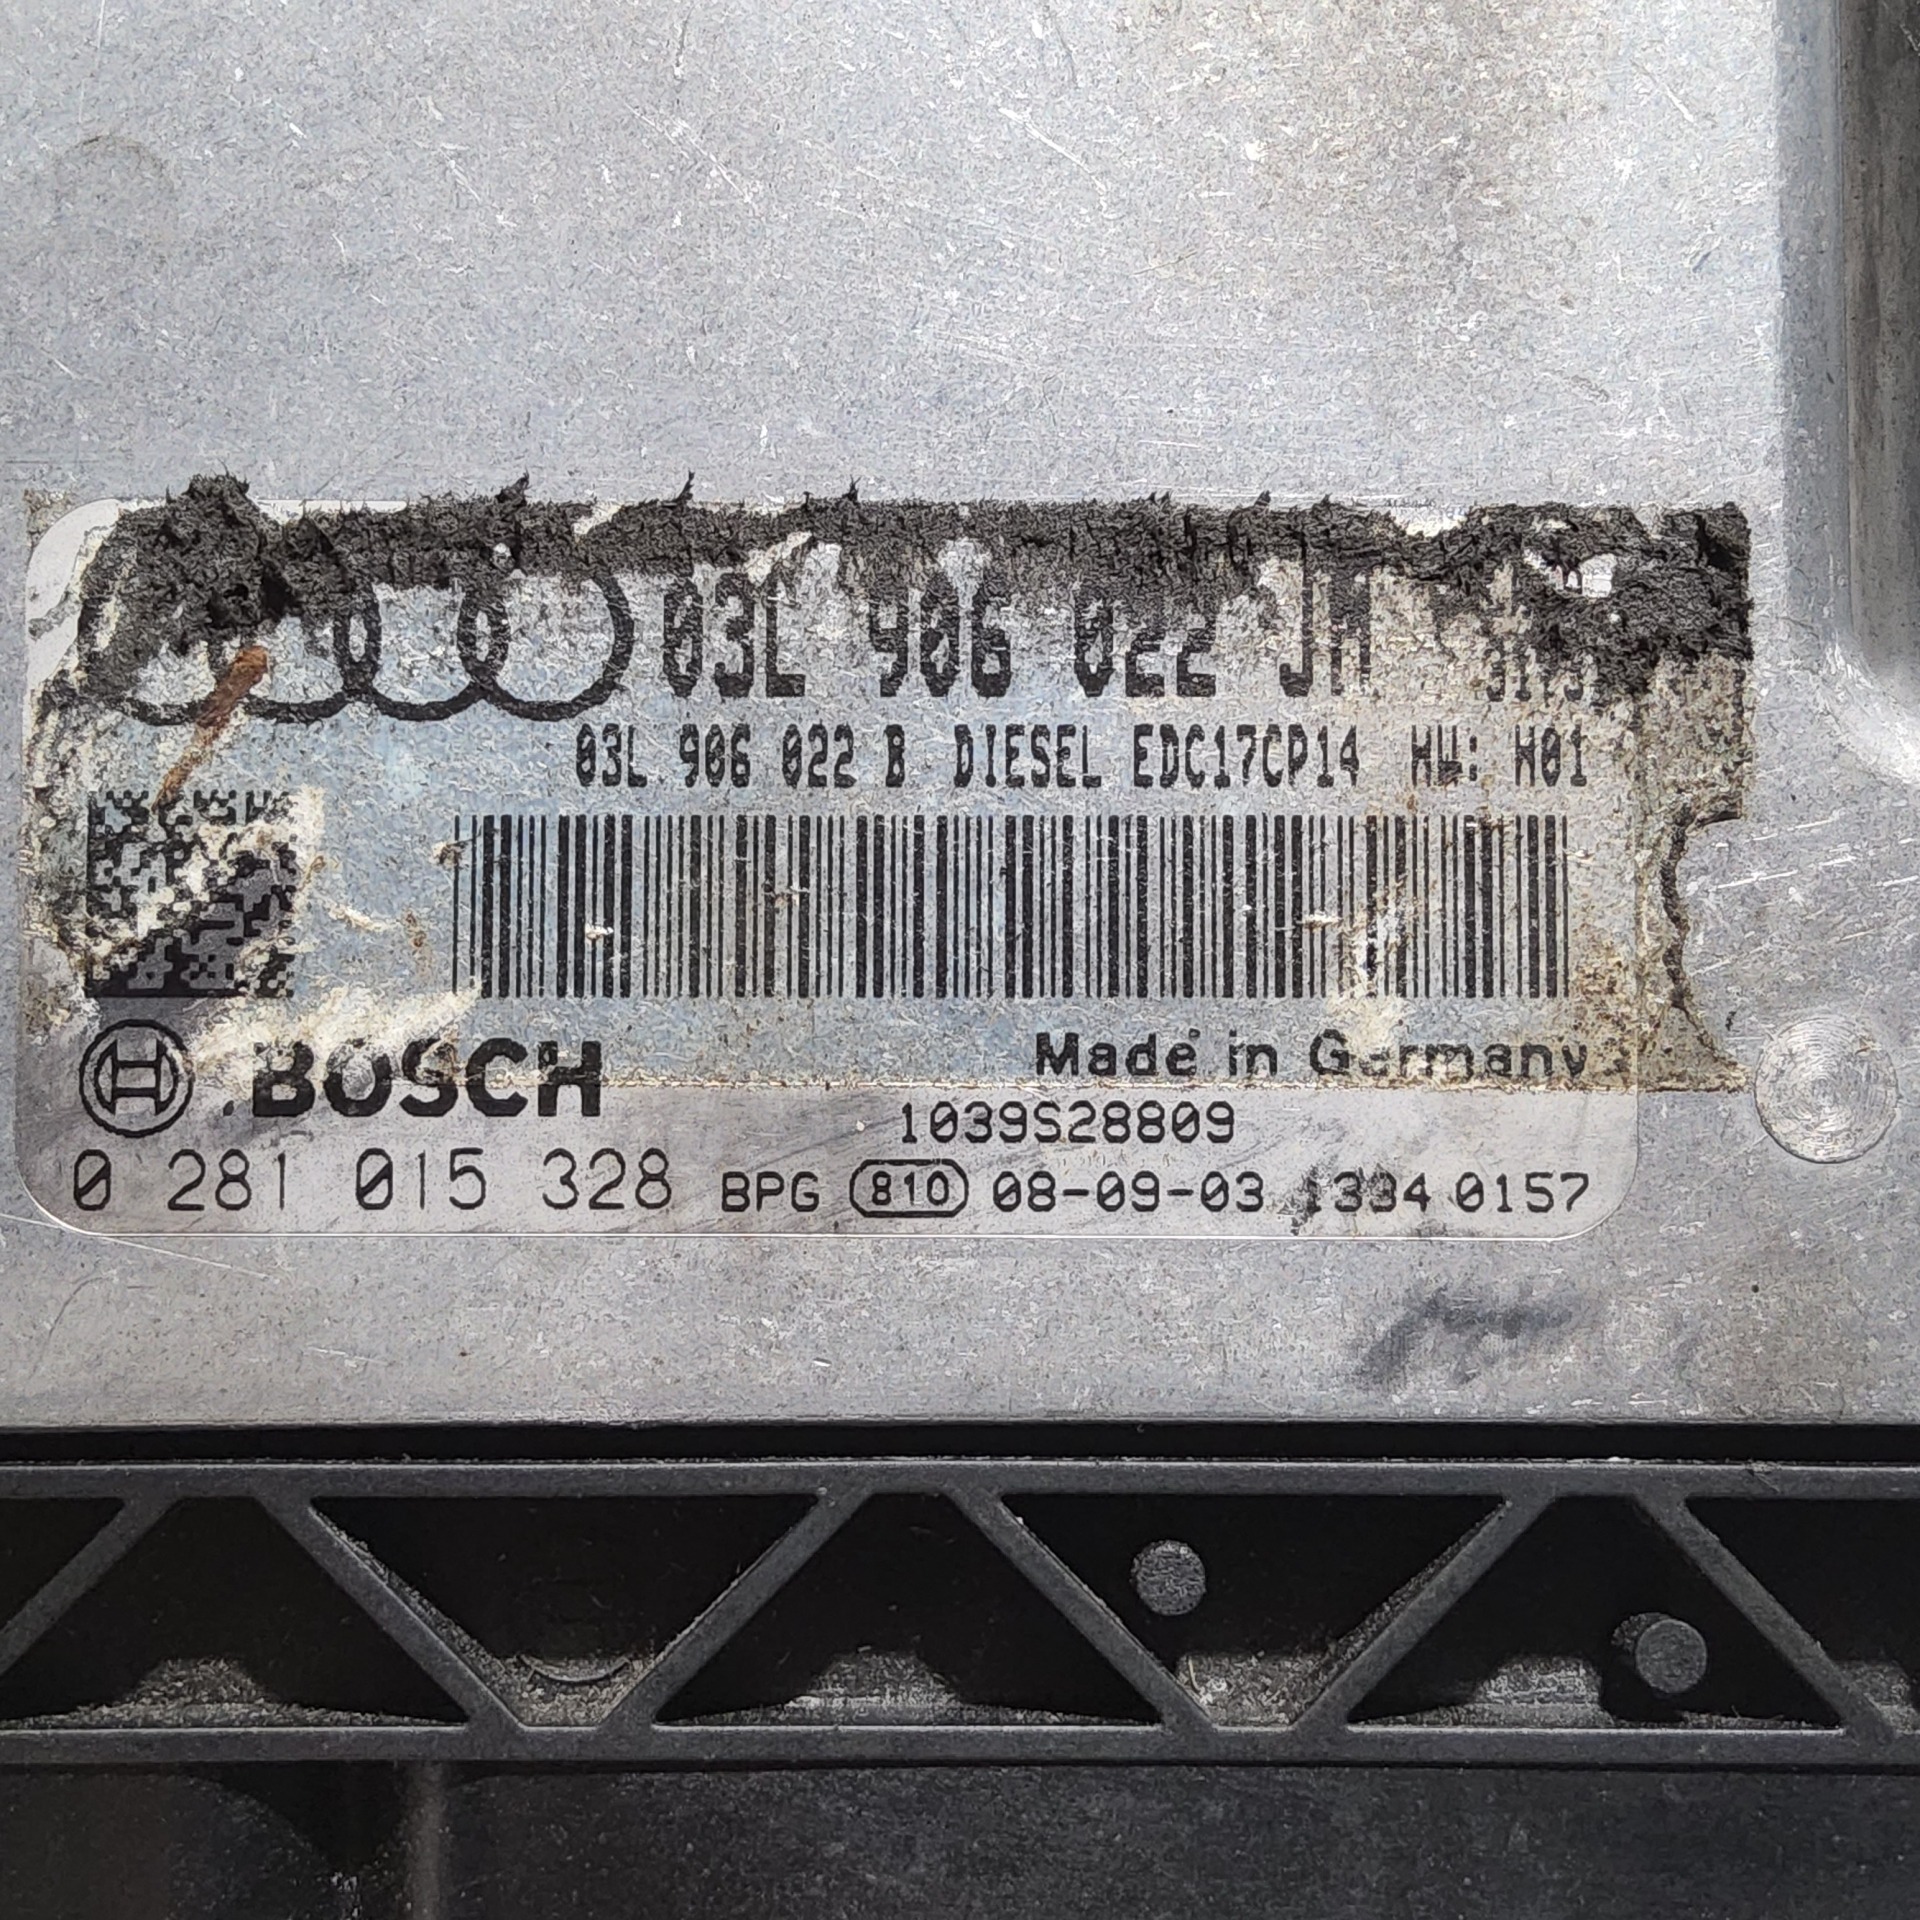 03L 906 022
03L 906 022 B DIESEL EDC17CP14 HW: H01
BOSCH
Made in Germany
1039S28809
0 281 015 328 BPG 810 08-09-03 1334 0157